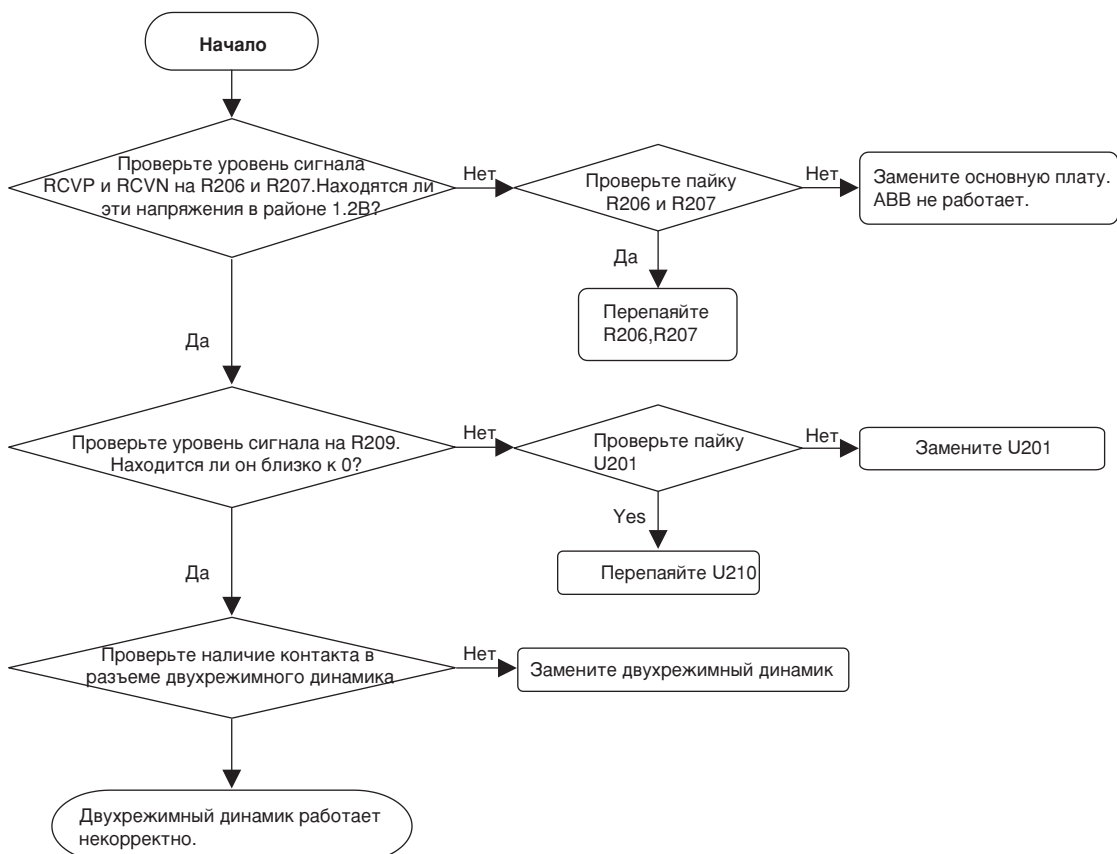 Начало
Проверьте уровень сигнала
RCVP и RCVN на R206 и R207.Находятся ли
эти напряжения в районе 1.2В?
Нет
Проверьте пайку
R206 и R207
Нет
Замените основную плату.
ABB не работает.
Да
Перепаяйте
R206,R207
Да
Проверьте уровень сигнала на R209.
Находится ли он близко к 0?
Нет
Проверьте пайку
U201
Нет
Замените U201
Yes
Перепаяйте U210
Да
Проверьте наличие контакта в
разъеме двухрежимного динамика
Нет
Замените двухрежимный динамик
Двухрежимный динамик работает
некорректно.